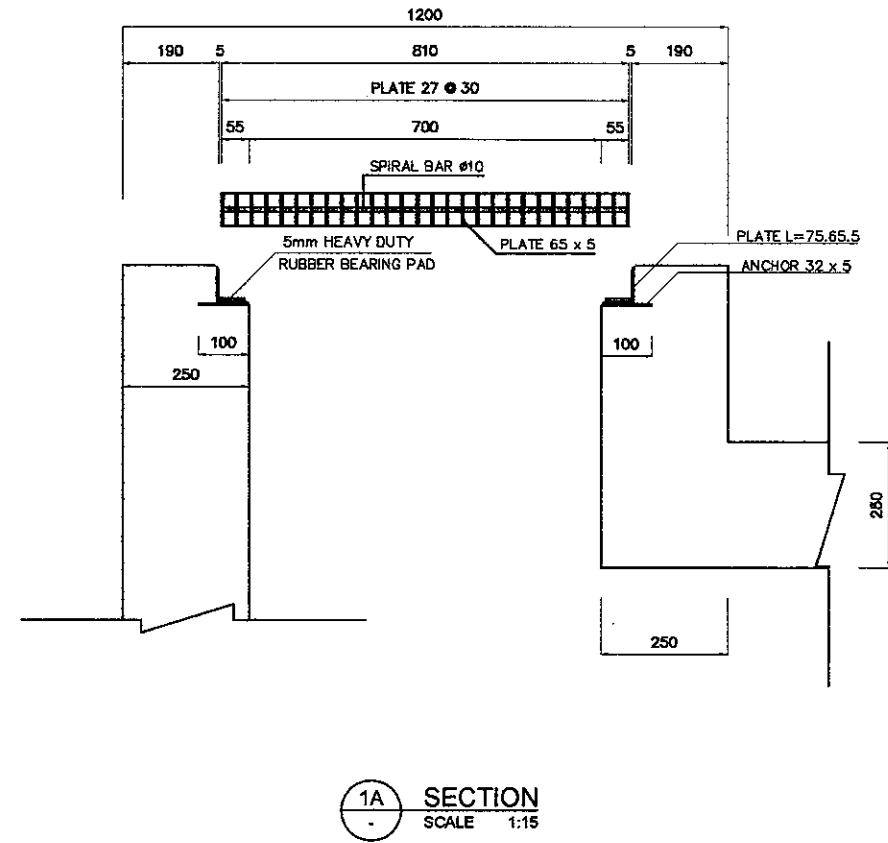 1200
190 5 810 5 190
PLATE 27 @ 30
55 700 55
SPIRAL BAR ø10
5mm HEAVY DUTY
RUBBER BEARING PAD
PLATE 65 x 5
PLATE L=75.65.5
ANCHOR 32 x 5
100
100
250
250
250
1A
-
SECTION
SCALE 1:15